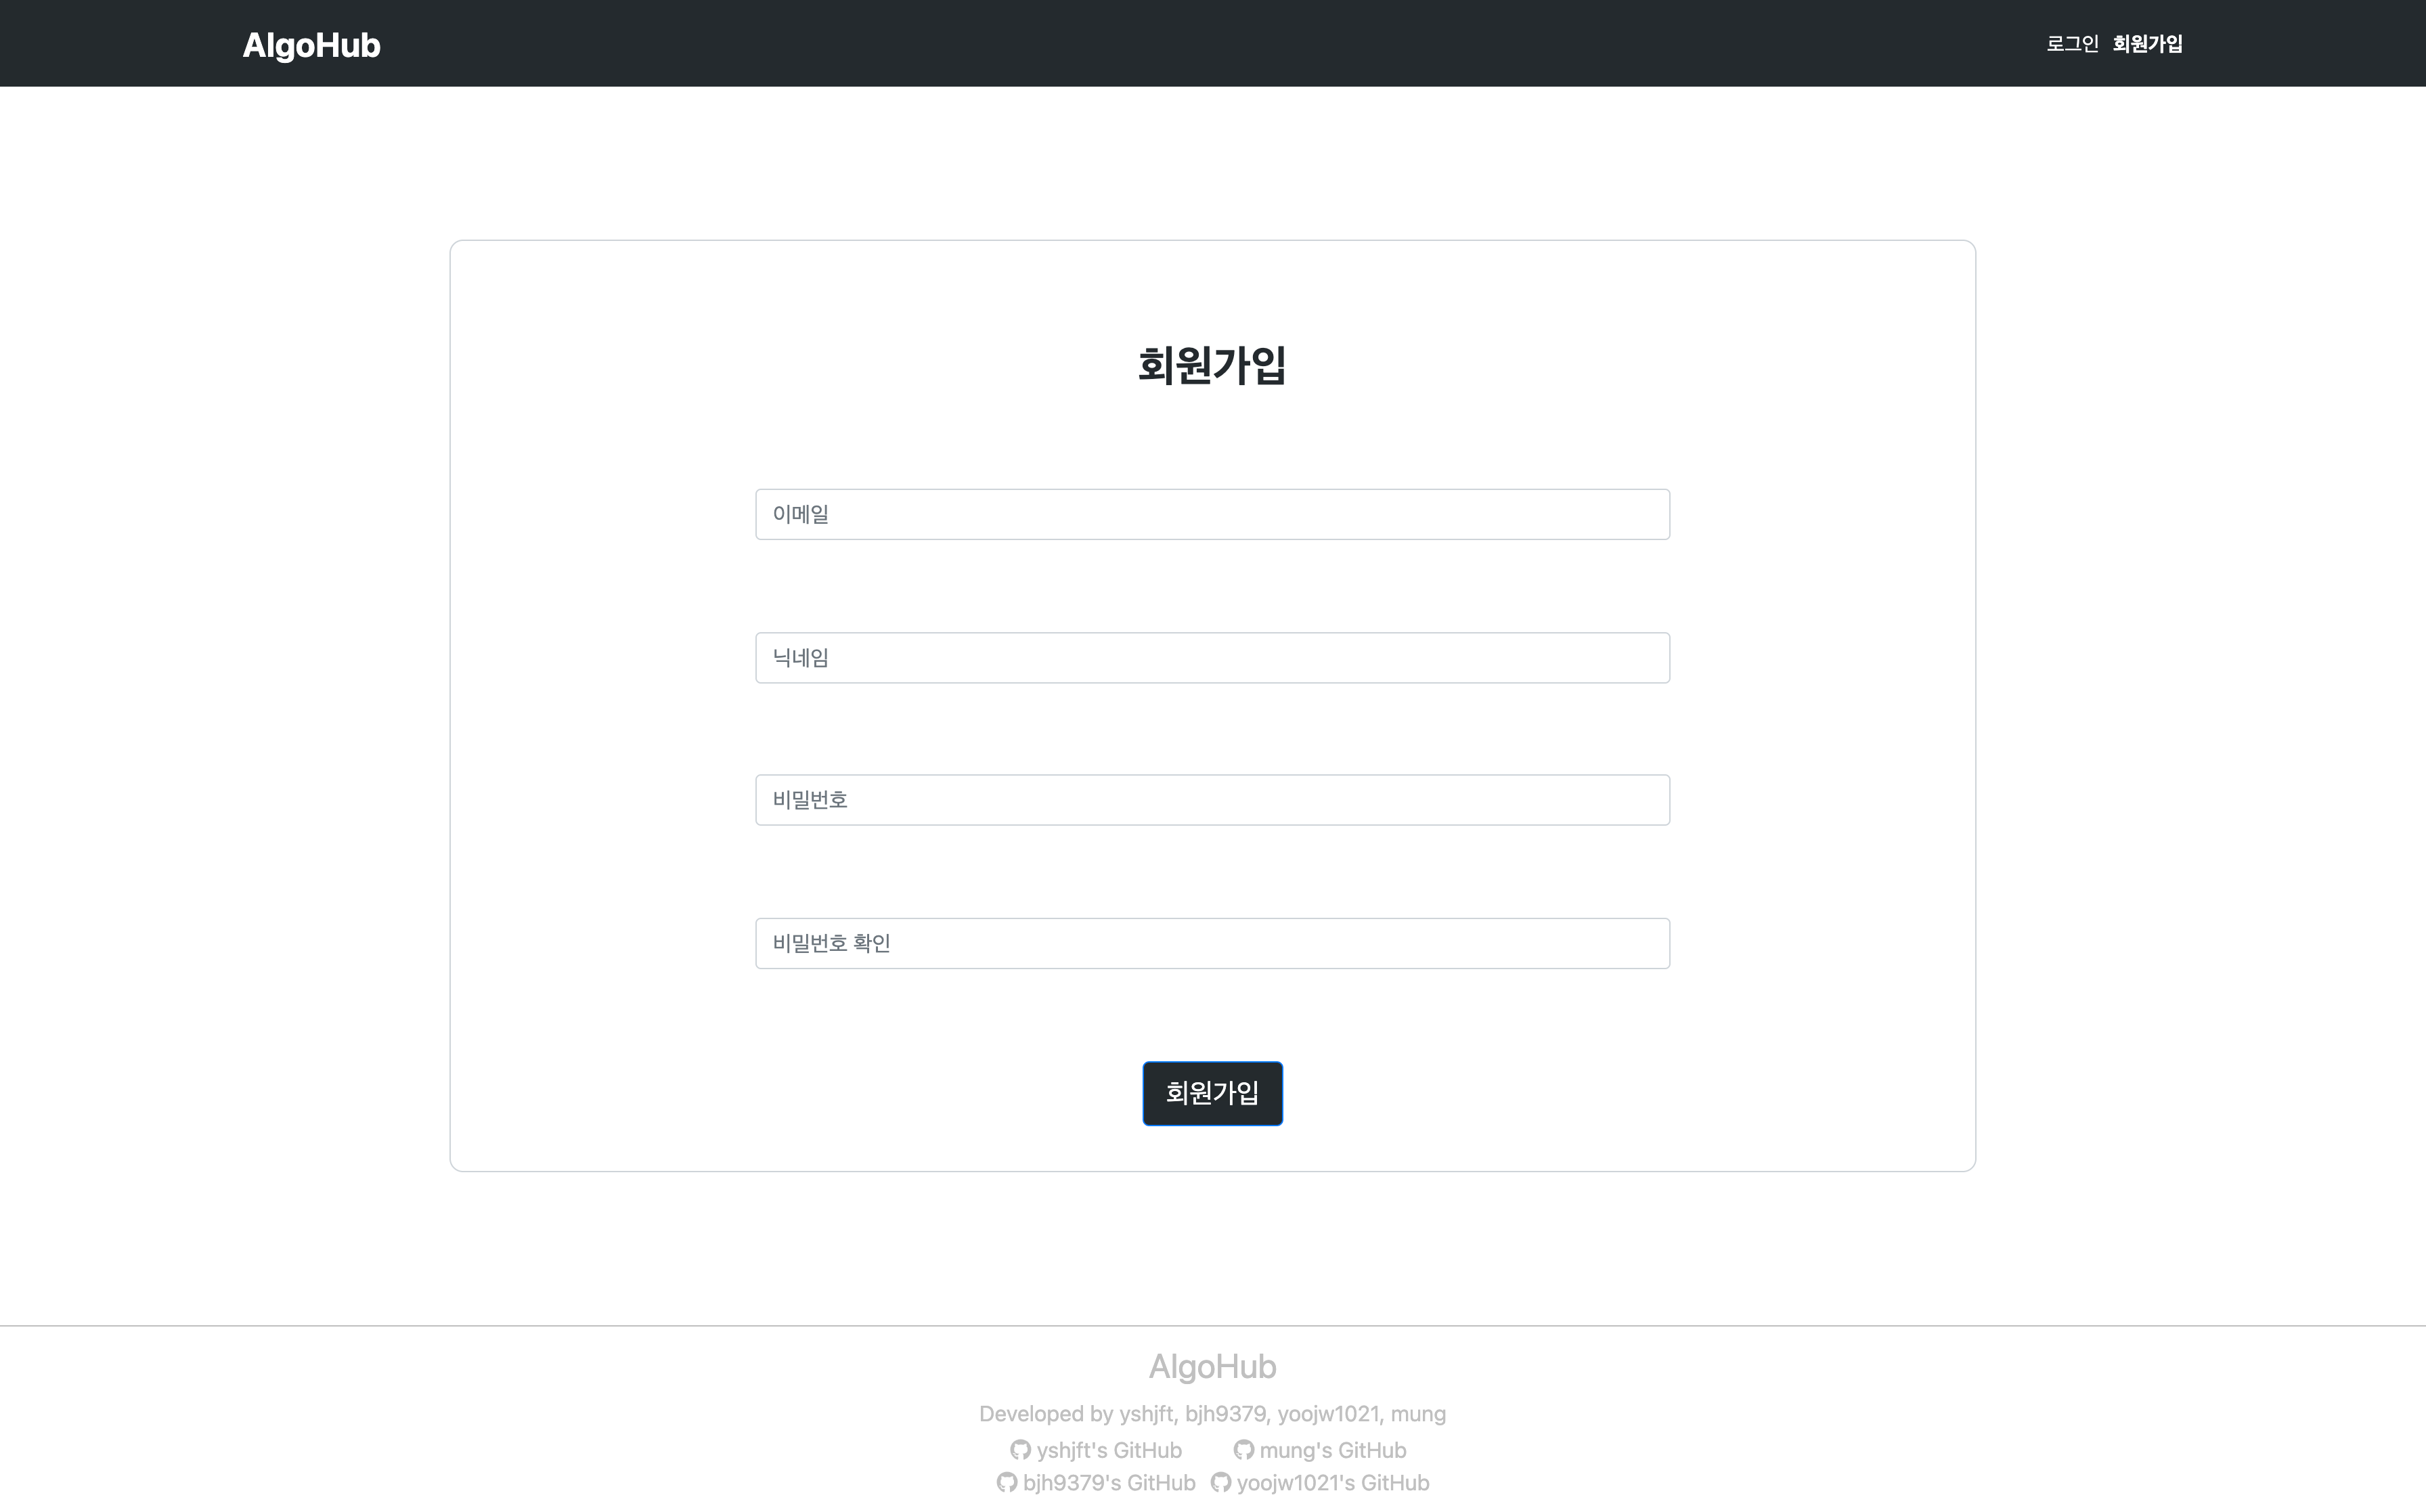 AlgoHub
로그인 회원가입
회원가입
이메일
닉네임
비밀번호
비밀번호 확인
회원가입
AlgoHub
Developed by yshjft, bjh9379, yoojw1021, mung
yshjft's GitHub mung's GitHub
bjh9379's GitHub yoojw1021's GitHub